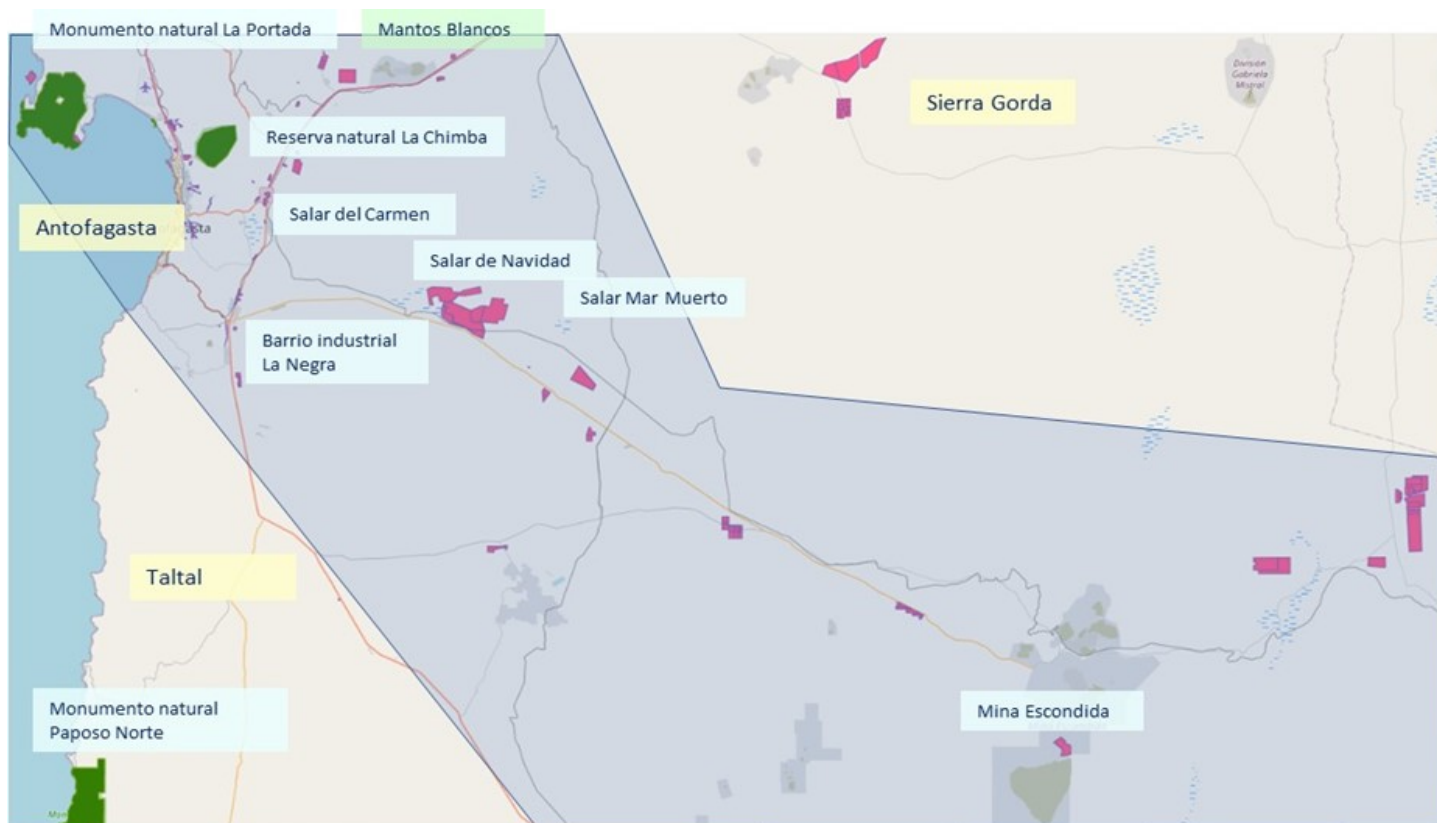 Monumento natural La Portada
Mantos Blancos
División
Gabriela
Mistral
Sierra Gorda
Reserva natural La Chimba
Salar del Carmen
Antofagasta
Salar de Navidad
Salar Mar Muerto
Barrio industrial
La Negra
Taltal
Monumento natural
Paposo Norte
Mina Escondida